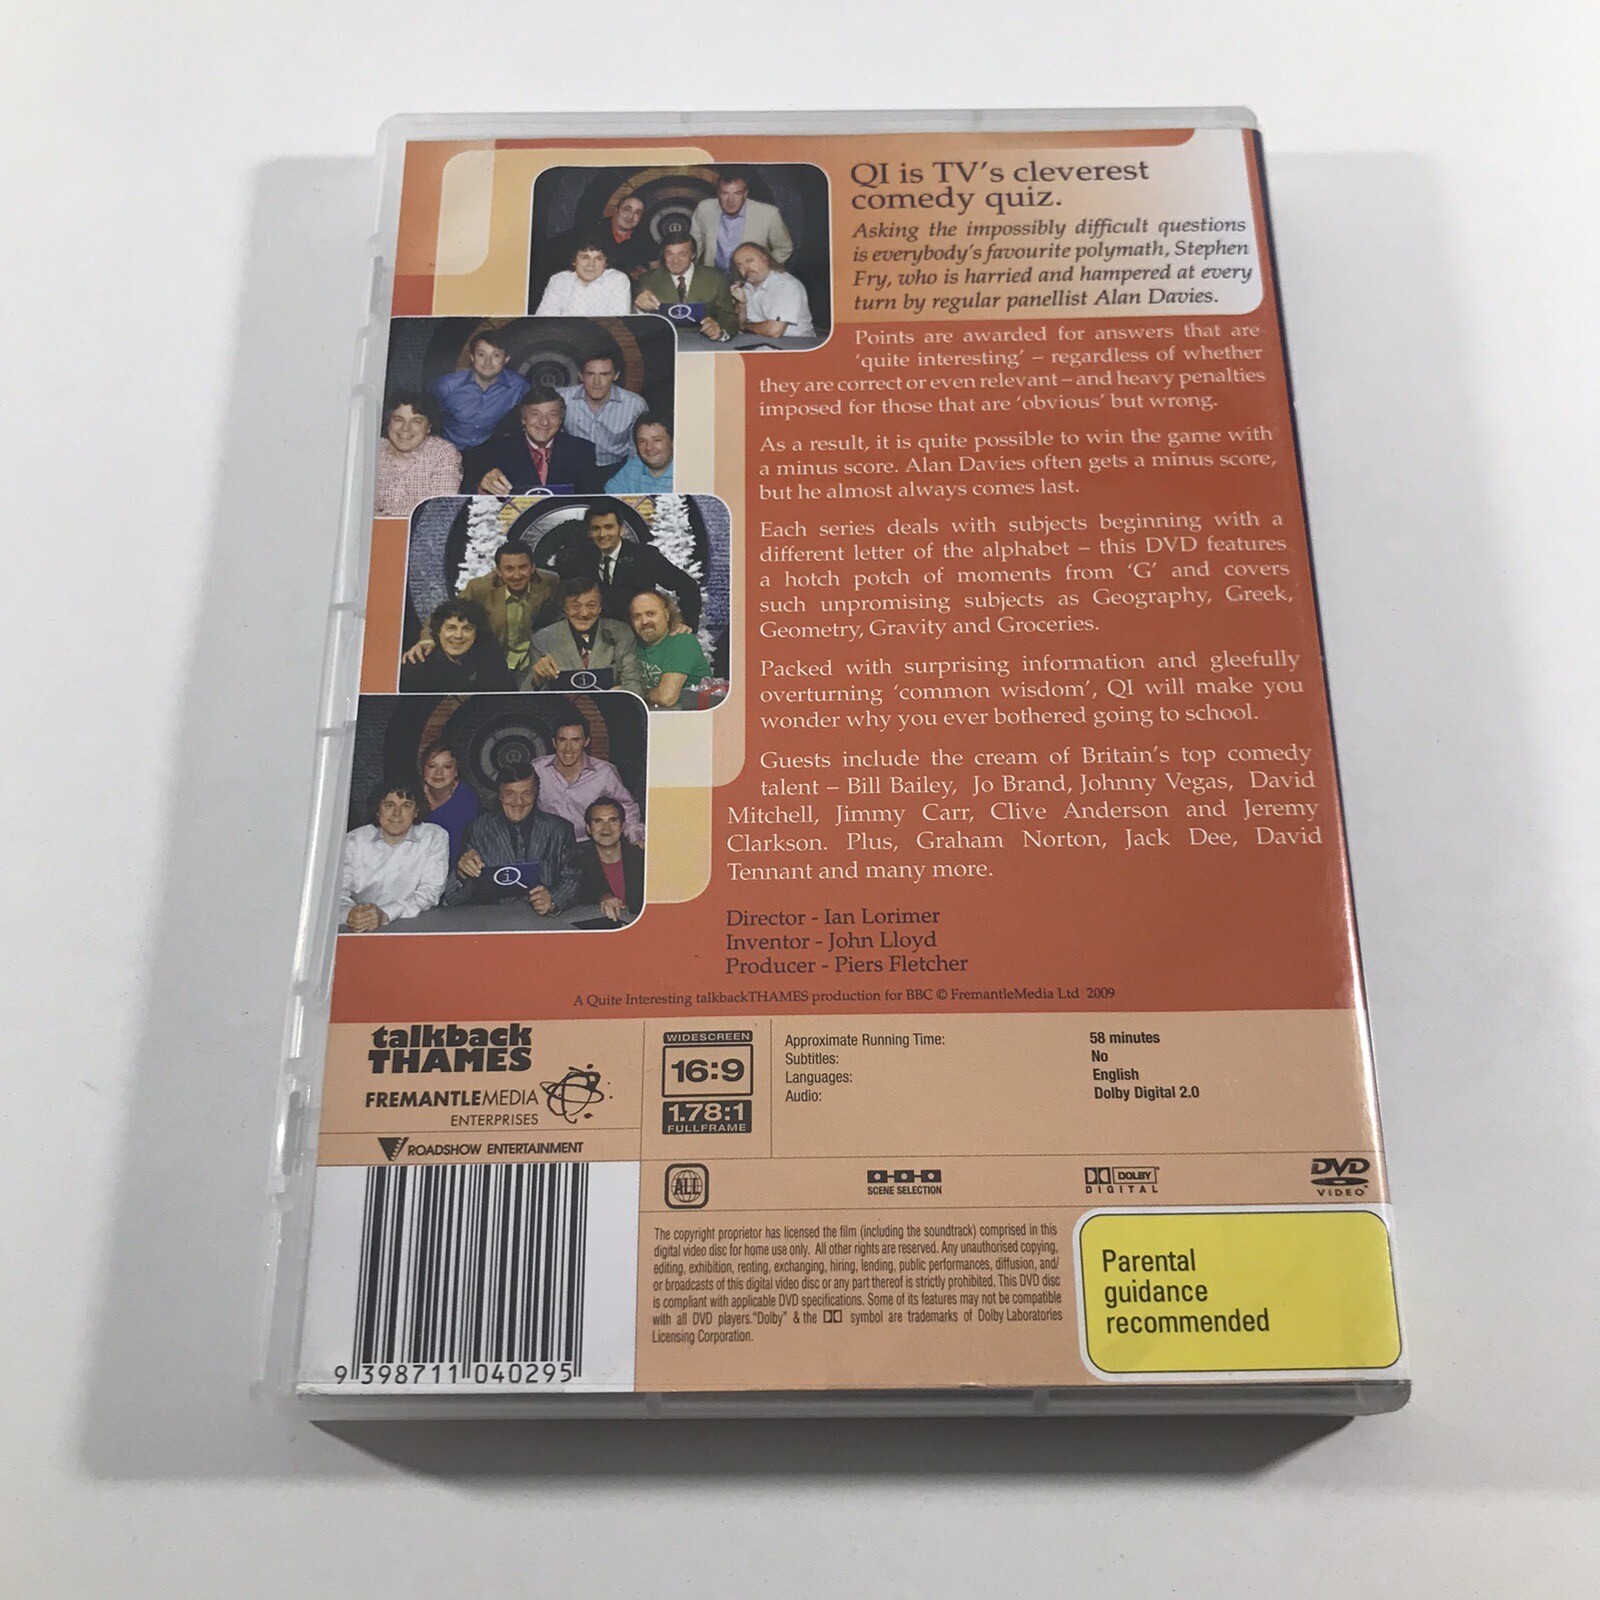 QI is TV's cleverest
comedy quiz.
Asking the impossibly difficult questions
is everybody's favourite polymath, Stephen
Fry, who is harried and hampered at every
turn by regular panellist Alan Davies.
Points are awarded for answers that are
'quite interesting' – regardless of whether
they are correct or even relevant – and heavy penalties
imposed for those that are 'obvious' but wrong.
As a result, it is quite possible to win the game with
a minus score. Alan Davies often gets a minus score,
but he almost always comes last.
Each series deals with subjects beginning with a
different letter of the alphabet – this DVD features
a hotch potch of moments from 'G' and covers
such unpromising subjects as Geography, Greek,
Geometry, Gravity and Groceries.
Packed with surprising information and gleefully
overturning 'common wisdom', QI will make you
wonder why you ever bothered going to school.
Guests include the cream of Britain's top comedy
talent – Bill Bailey, Jo Brand, Johnny Vegas, David
Mitchell, Jimmy Carr, Clive Anderson and Jeremy
Clarkson. Plus, Graham Norton, Jack Dee, David
Tennant and many more.
Director - Ian Lorimer
Inventor - John Lloyd
Producer - Piers Fletcher
A Quite Interesting talkbackTHAMES production for BBC © FremantleMedia Ltd 2009
talkback
THAMES
FREMANTLEMEDIA
ENTERPRISES
ROADSHOW ENTERTAINMENT
WIDESCREEN
16:9
1.78:1
FULLFRAME
Approximate Running Time: 58 minutes
Subtitles: No
Languages: English
Audio: Dolby Digital 2.0
ALL
SCENE SELECTION
DOLBY
DIGITAL
DVD
VIDEO
The copyright proprietor has licensed the film (including the soundtrack) comprised in this
digital video disc for home use only. All other rights are reserved. Any unauthorised copying,
editing, exhibition, renting, exchanging, hiring, lending, public performances, diffusion, and/
or broadcasts of this digital video disc or any part thereof is strictly prohibited. This DVD disc
is compliant with applicable DVD specifications. Some of its features may not be compatible
with all DVD players. "Dolby" & the symbol are trademarks of Dolby Laboratories
Licensing Corporation.
Parental
guidance
recommended
9 398711 040295